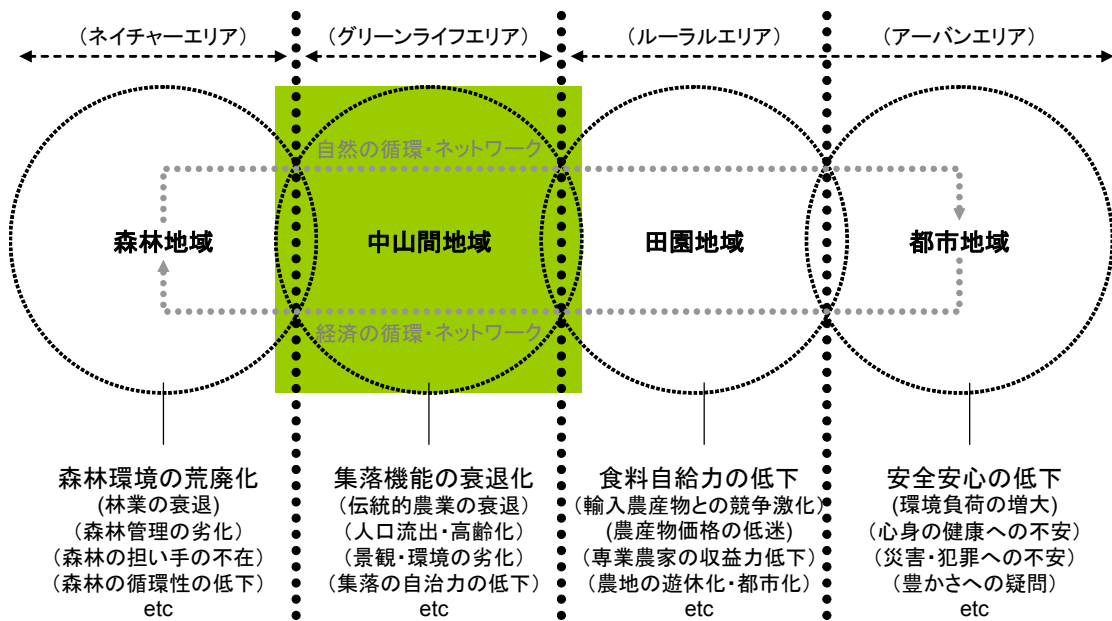 （ネイチャーエリア）
（グリーンライフエリア）
（ルーラルエリア）
（アーバンエリア）
自然の循環・ネットワーク
森林地域
中山間地域
田園地域
都市地域
経済の循環・ネットワーク
森林環境の荒廃化
(林業の衰退)
（森林管理の劣化）
（森林の担い手の不在）
（森林の循環性の低下）
etc
集落機能の衰退化
（伝統的農業の衰退）
（人口流出・高齢化）
（景観・環境の劣化）
（集落の自治力の低下）
etc
食料自給力の低下
（輸入農産物との競争激化）
(農産物価格の低迷)
（専業農家の収益力低下）
（農地の遊休化・都市化）
etc
安全安心の低下
(環境負荷の増大)
（心身の健康への不安）
（災害・犯罪への不安）
（豊かさへの疑問）
etc